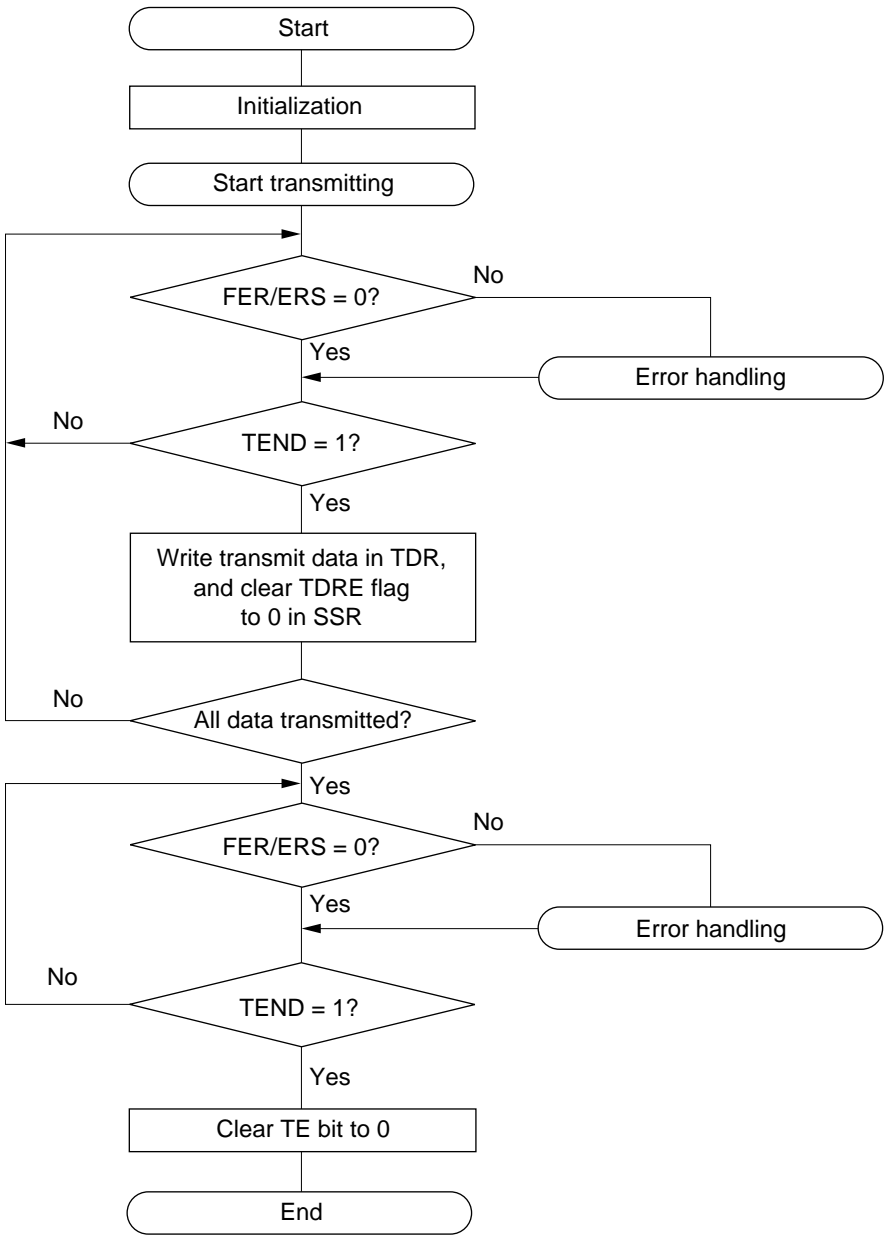 Start
Initialization
Start transmitting
FER/ERS = 0?
No
Yes
Error handling
No
TEND = 1?
Yes
Write transmit data in TDR,
and clear TDRE flag
to 0 in SSR
No
All data transmitted?
Yes
FER/ERS = 0?
No
Yes
Error handling
No
TEND = 1?
Yes
Clear TE bit to 0
End